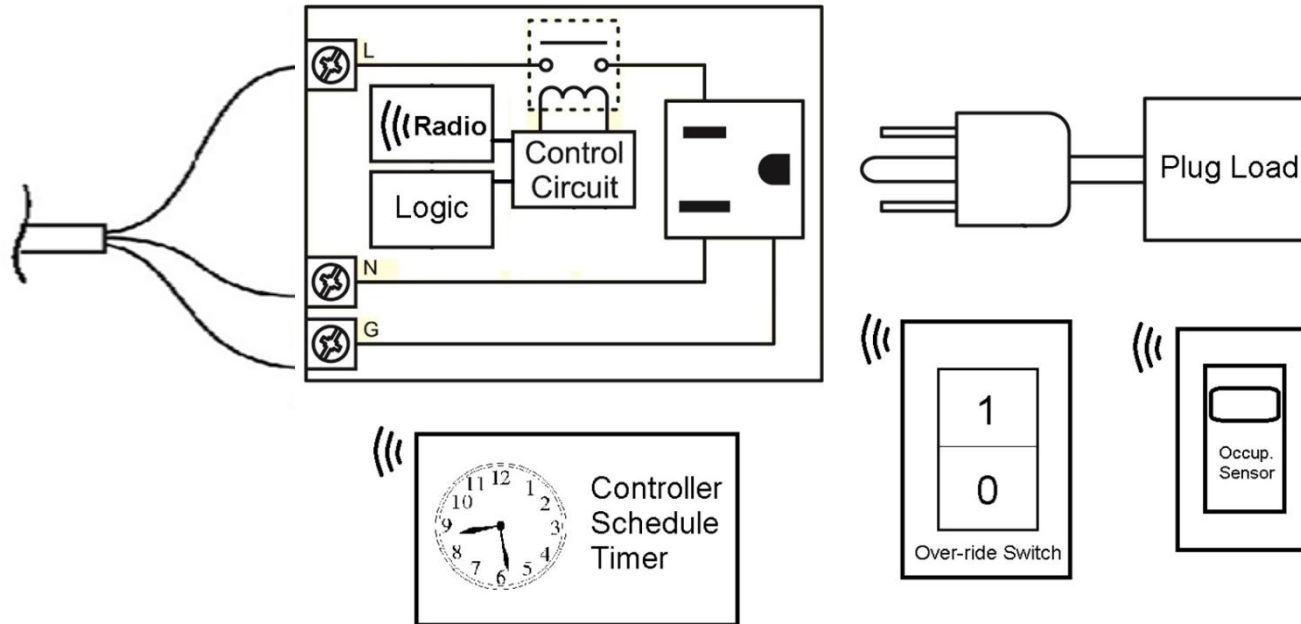 L
Radio
Control
Circuit
Logic
Plug Load
N
G
1
0
Over-ride Switch
Occup.
Sensor
12
11
1
10
2
9
3
8
4
7
5
6
Controller
Schedule
Timer